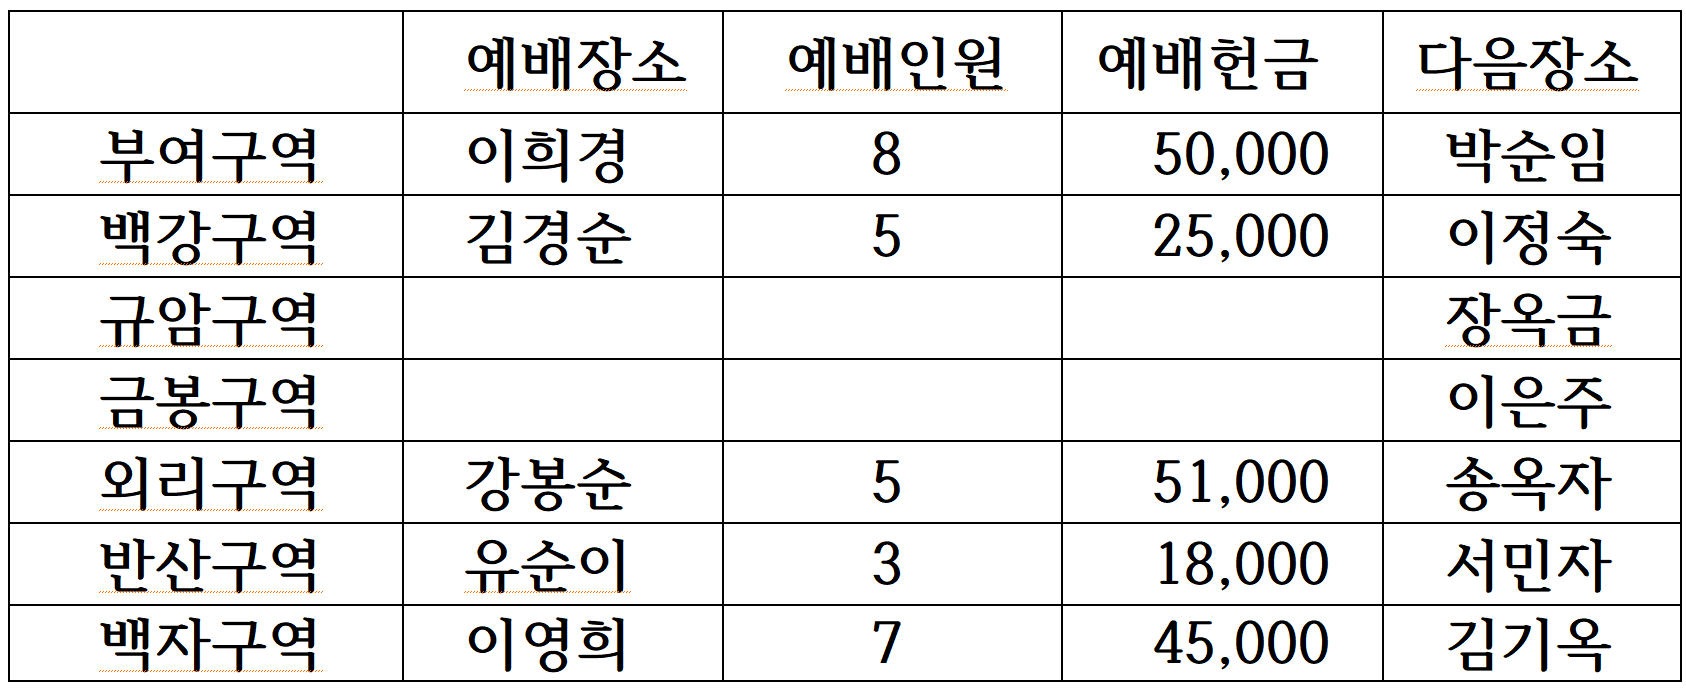 예배장소 예배인원 예배헌금 다음장소
부여구역 이희경 8 50,000 박순임
백강구역 김경순 5 25,000 이정숙
규암구역 장옥금
금봉구역 이은주
외리구역 강봉순 5 51,000 송옥자
반산구역 유순이 3 18,000 서민자
백자구역 이영희 7 45,000 김기옥